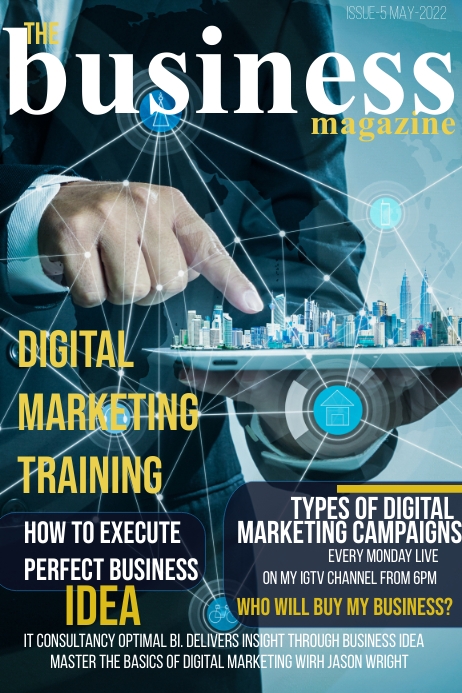 ISSUE-5 MAY-2022
THE
business
magazine
DIGITAL
MARKETING
TRAINING
HOW TO EXECUTE
PERFECT BUSINESS
IDEA
TYPES OF DIGITAL
MARKETING CAMPAIGNS
EVERY MONDAY LIVE
ON MY IGTV CHANNEL FROM 6PM
WHO WILL BUY MY BUSINESS?
IT CONSULTANCY OPTIMAL BI. DELIVERS INSIGHT THROUGH BUSINESS IDEA
MASTER THE BASICS OF DIGITAL MARKETING WIRH JASON WRIGHT